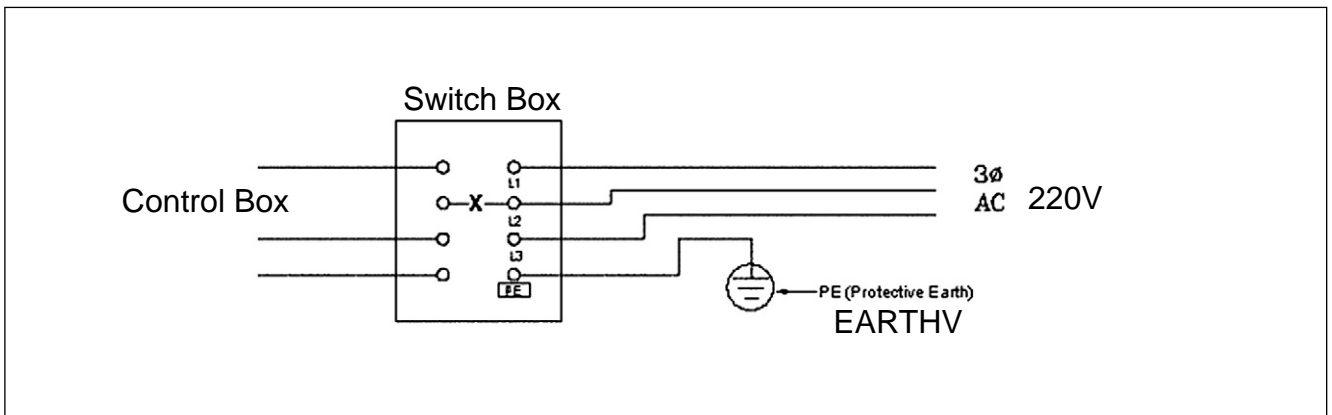 Switch Box
Control Box
X
L1
L2
L3
PE
3ø
AC 220V
PE (Protective Earth)
EARTHV